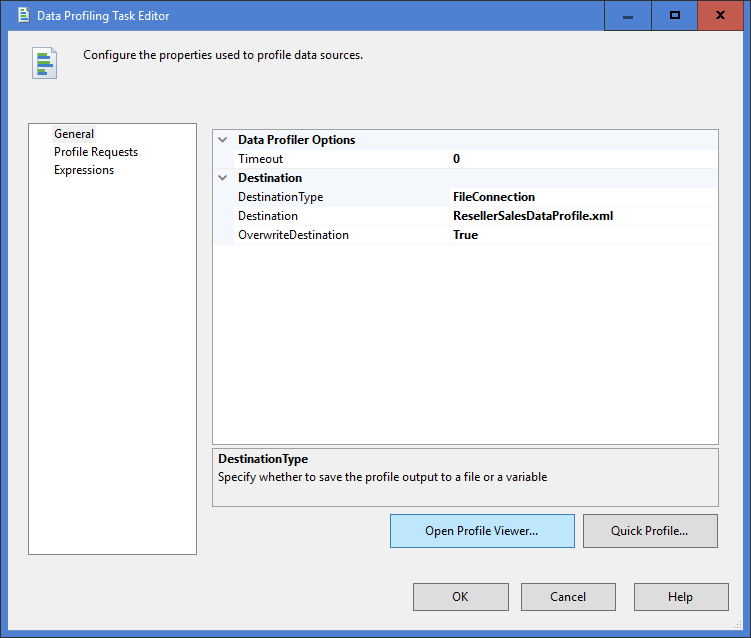 Data Profiling Task Editor
Configure the properties used to profile data sources.
General
Profile Requests
Expressions
Data Profiler Options
Timeout 0
Destination
DestinationType FileConnection
Destination ResellerSalesDataProfile.xml
OverwriteDestination True
DestinationType
Specify whether to save the profile output to a file or a variable
Open Profile Viewer... Quick Profile...
OK Cancel Help